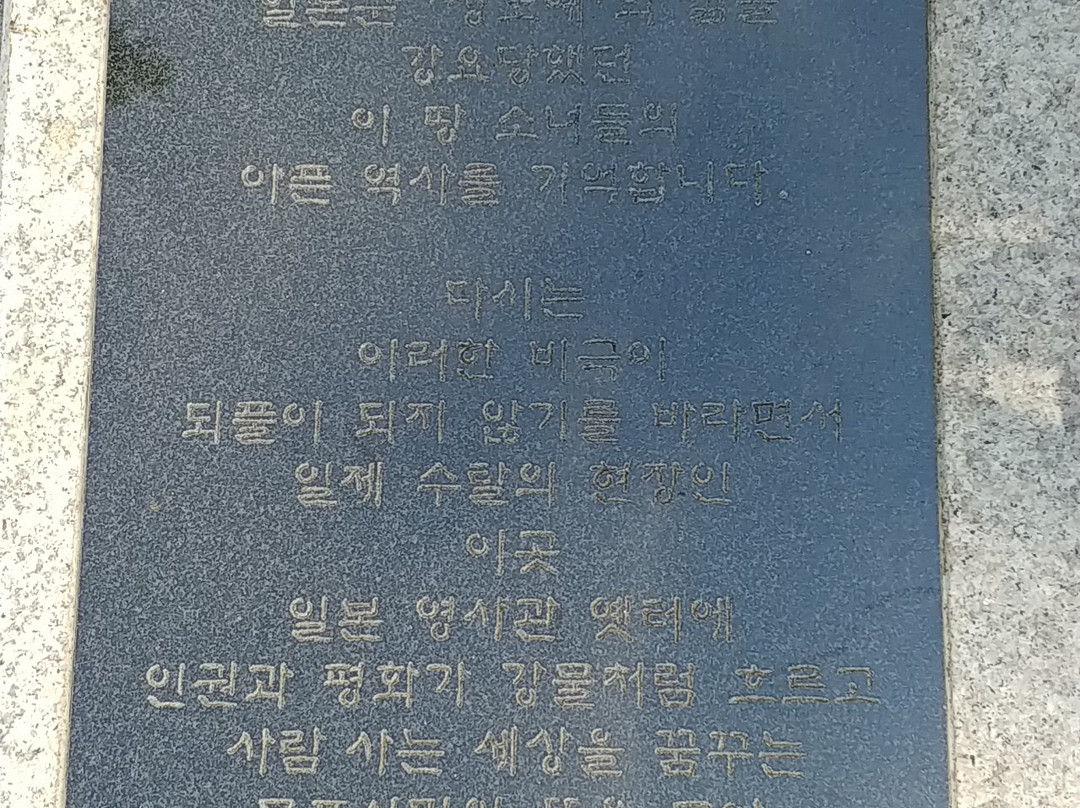 강요당했던
이 땅 소녀들의
아픈 역사를 기억합니다.
다시는
이러한 비극이
되풀이 되지 않기를 바라면서
일제 수탈의 현장인
이곳
일본 영사관 옛터에
인권과 평화가 강물처럼 흐르고
사람 사는 세상을 꿈꾸는